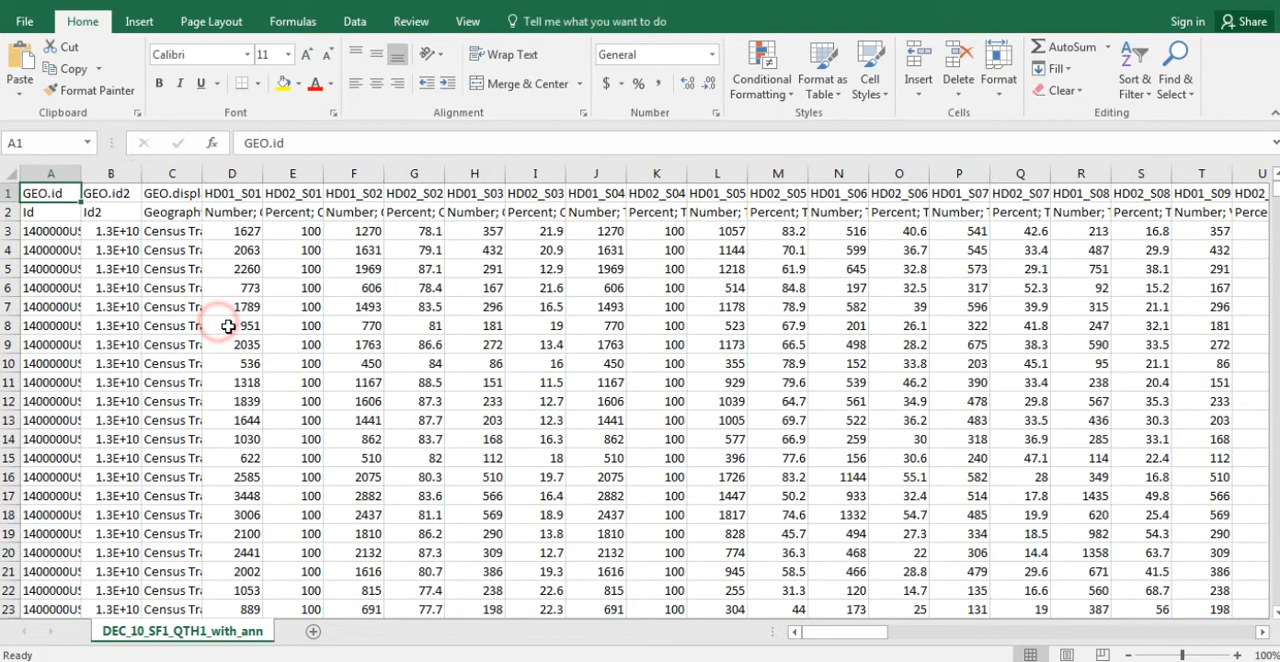 File Home Insert Page Layout Formulas Data Review View Tell me what you want to do Sign in Share
Paste Cut Copy Format Painter Calibri 11 A A Wrap Text General AutoSum Fill Clear
B I U A Merge & Center $ % , Conditional Formatting Format as Table Cell Styles Insert Delete Format Sort & Filter Find & Select
Clipboard Font Alignment Number Styles Cells Editing
A1 fx GEO.id
A B C D E F G H I J K L M N O P Q R S T U
1 GEO.id GEO.id2 GEO.displ HD01_S01 HD02_S01 HD01_S02 HD02_S02 HD01_S03 HD02_S03 HD01_S04 HD02_S04 HD01_S05 HD02_S05 HD01_S06 HD02_S06 HD01_S07 HD02_S07 HD01_S08 HD02_S08 HD01_S09 HD02_
2 Id Id2 Geograph Number; ( Percent; C Number; ( Percent; C Number; ( Percent; C Number; T Percent; T Number; T Percent; T Number; T Percent; T Number; T Percent; T Number; T Percent; T Number; V Perce
3 1400000US 1.3E+10 Census Tra 1627 100 1270 78.1 357 21.9 1270 100 1057 83.2 516 40.6 541 42.6 213 16.8 357
4 1400000US 1.3E+10 Census Tra 2063 100 1631 79.1 432 20.9 1631 100 1144 70.1 599 36.7 545 33.4 487 29.9 432
5 1400000US 1.3E+10 Census Tra 2260 100 1969 87.1 291 12.9 1969 100 1218 61.9 645 32.8 573 29.1 751 38.1 291
6 1400000US 1.3E+10 Census Tra 773 100 606 78.4 167 21.6 606 100 514 84.8 197 32.5 317 52.3 92 15.2 167
7 1400000US 1.3E+10 Census Tra 1789 100 1493 83.5 296 16.5 1493 100 1178 78.9 582 39 596 39.9 315 21.1 296
8 1400000US 1.3E+10 Census Tra 951 100 770 81 181 19 770 100 523 67.9 201 26.1 322 41.8 247 32.1 181
9 1400000US 1.3E+10 Census Tra 2035 100 1763 86.6 272 13.4 1763 100 1173 66.5 498 28.2 675 38.3 590 33.5 272
10 1400000US 1.3E+10 Census Tra 536 100 450 84 86 16 450 100 355 78.9 152 33.8 203 45.1 95 21.1 86
11 1400000US 1.3E+10 Census Tra 1318 100 1167 88.5 151 11.5 1167 100 929 79.6 539 46.2 390 33.4 238 20.4 151
12 1400000US 1.3E+10 Census Tra 1839 100 1606 87.3 233 12.7 1606 100 1039 64.7 561 34.9 478 29.8 567 35.3 233
13 1400000US 1.3E+10 Census Tra 1644 100 1441 87.7 203 12.3 1441 100 1005 69.7 522 36.2 483 33.5 436 30.3 203
14 1400000US 1.3E+10 Census Tra 1030 100 862 83.7 168 16.3 862 100 577 66.9 259 30 318 36.9 285 33.1 168
15 1400000US 1.3E+10 Census Tra 622 100 510 82 112 18 510 100 396 77.6 156 30.6 240 47.1 114 22.4 112
16 1400000US 1.3E+10 Census Tra 2585 100 2075 80.3 510 19.7 2075 100 1726 83.2 1144 55.1 582 28 349 16.8 510
17 1400000US 1.3E+10 Census Tra 3448 100 2882 83.6 566 16.4 2882 100 1447 50.2 933 32.4 514 17.8 1435 49.8 566
18 1400000US 1.3E+10 Census Tra 3006 100 2437 81.1 569 18.9 2437 100 1817 74.6 1332 54.7 485 19.9 620 25.4 569
19 1400000US 1.3E+10 Census Tra 2100 100 1810 86.2 290 13.8 1810 100 828 45.7 494 27.3 334 18.5 982 54.3 290
20 1400000US 1.3E+10 Census Tra 2441 100 2132 87.3 309 12.7 2132 100 774 36.3 468 22 306 14.4 1358 63.7 309
21 1400000US 1.3E+10 Census Tra 2002 100 1616 80.7 386 19.3 1616 100 945 58.5 466 28.8 479 29.6 671 41.5 386
22 1400000US 1.3E+10 Census Tra 1053 100 815 77.4 238 22.6 815 100 255 31.3 120 14.7 135 16.6 560 68.7 238
23 1400000US 1.3E+10 Census Tra 889 100 691 77.7 198 22.3 691 100 304 44 173 25 131 19 387 56 198
DEC_10_SF1_QTH1_with_ann
Ready 100%